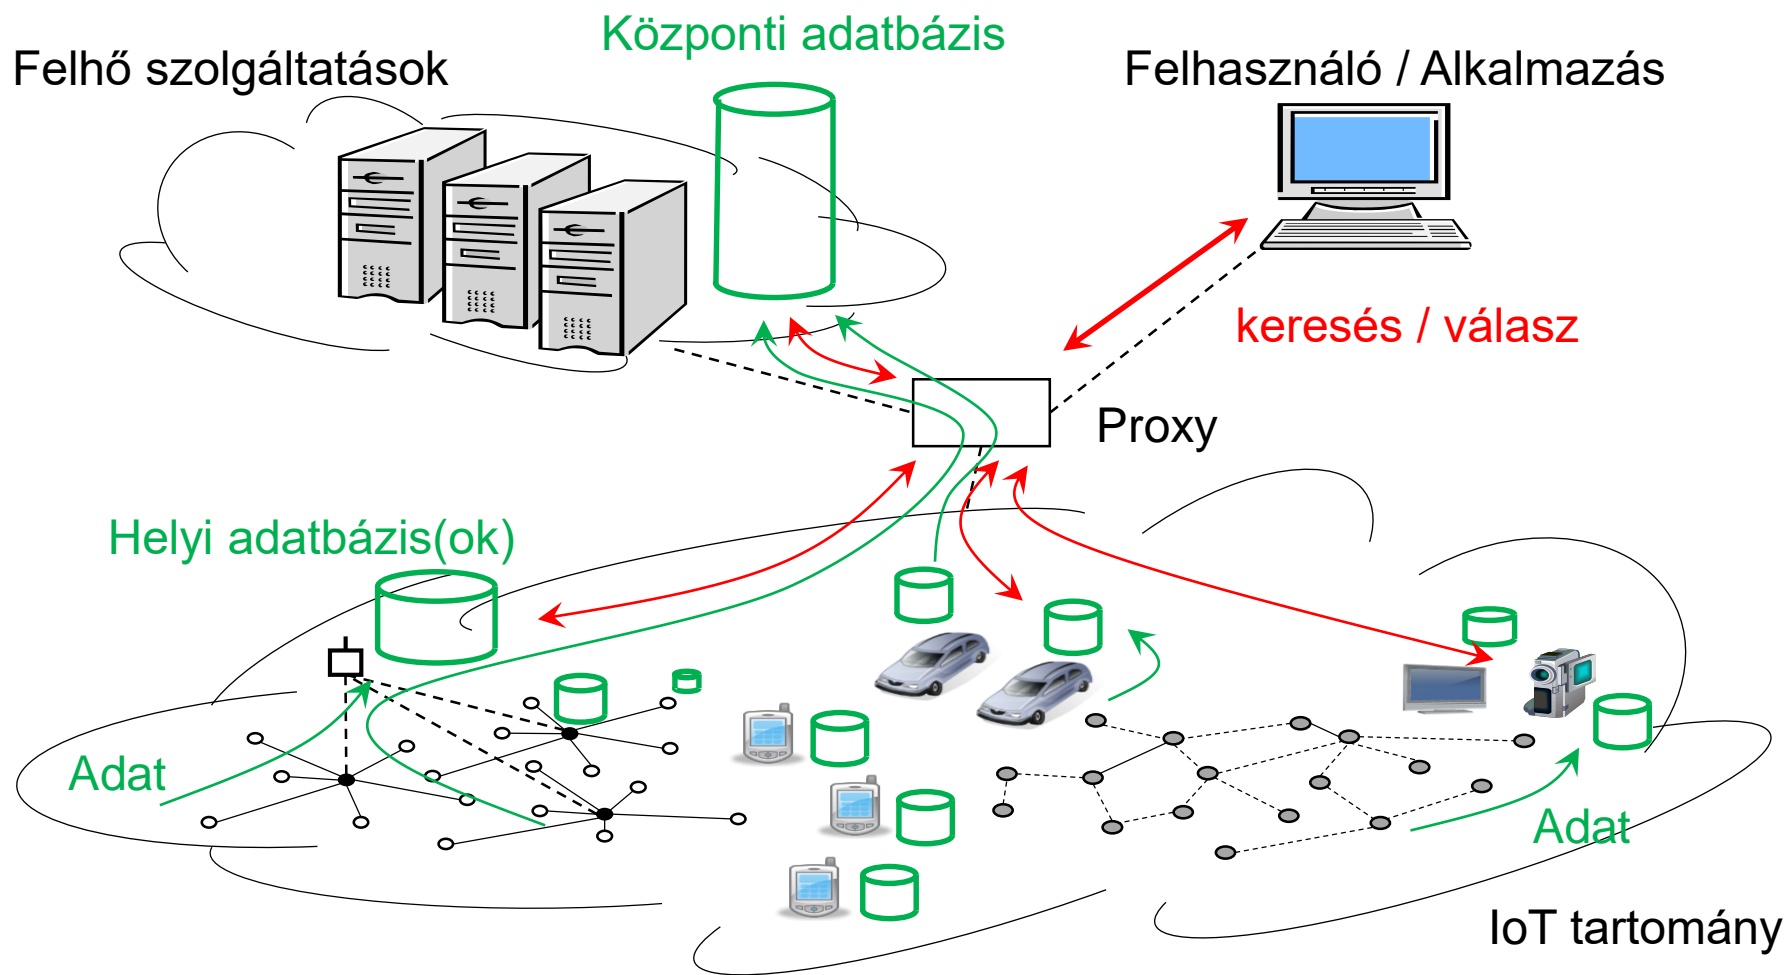 Központi adatbázis
Felhő szolgáltatások
Felhasználó / Alkalmazás
keresés / válasz
Proxy
Helyi adatbázis(ok)
Adat
Adat
IoT tartomány